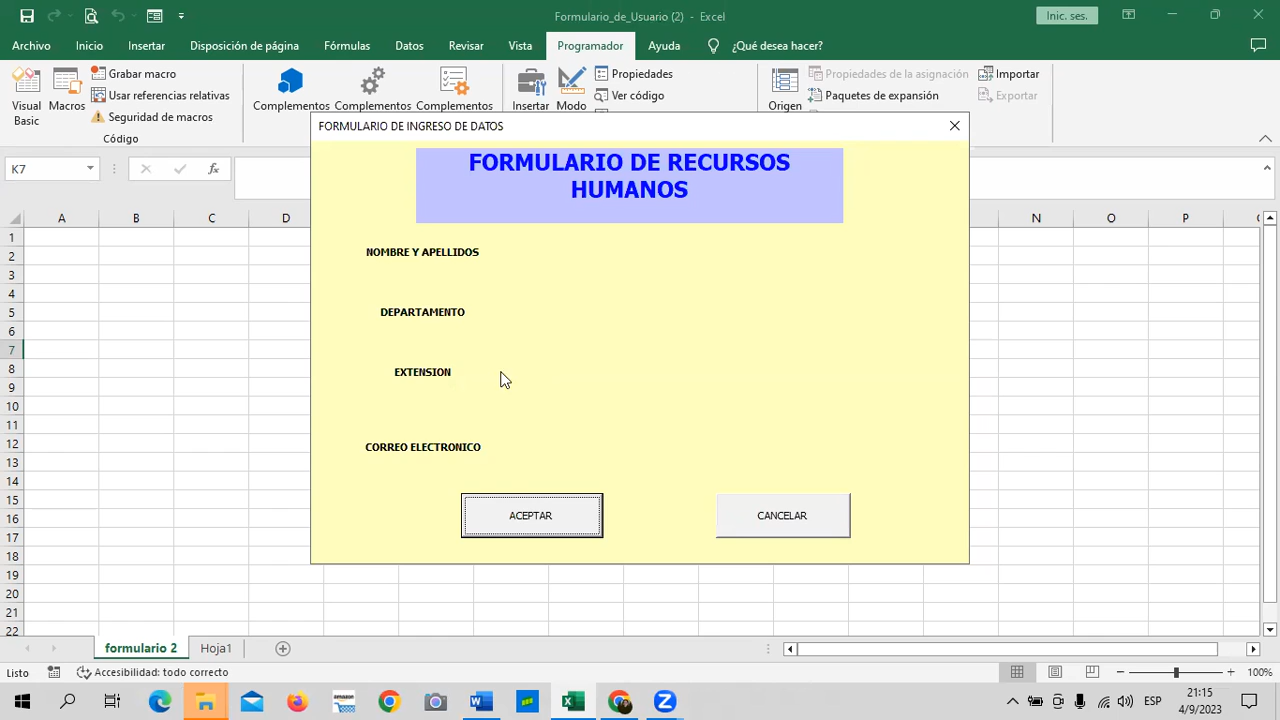 Formulario_de_Usuario (2) - Excel
Inic. ses.
Archivo Inicio Insertar Disposición de página Fórmulas Datos Revisar Vista Programador Ayuda ¿Qué desea hacer?
Visual Basic
Macros
Grabar macro
Usar referencias relativas
Seguridad de macros
Código
Complementos Complementos Complementos
Insertar Modo
Propiedades
Ver código
Origen
Propiedades de la asignación
Paquetes de expansión
Importar
Exportar
K7
fx
FORMULARIO DE INGRESO DE DATOS
FORMULARIO DE RECURSOS
HUMANOS
NOMBRE Y APELLIDOS
DEPARTAMENTO
EXTENSION
CORREO ELECTRONICO
ACEPTAR CANCELAR
A B C D N O P
1
2
3
4
5
6
7
8
9
10
11
12
13
14
15
16
17
18
19
20
21
22
formulario 2 Hoja1
Listo Accesibilidad: todo correcto 100%
ESP
21:15
4/9/2023